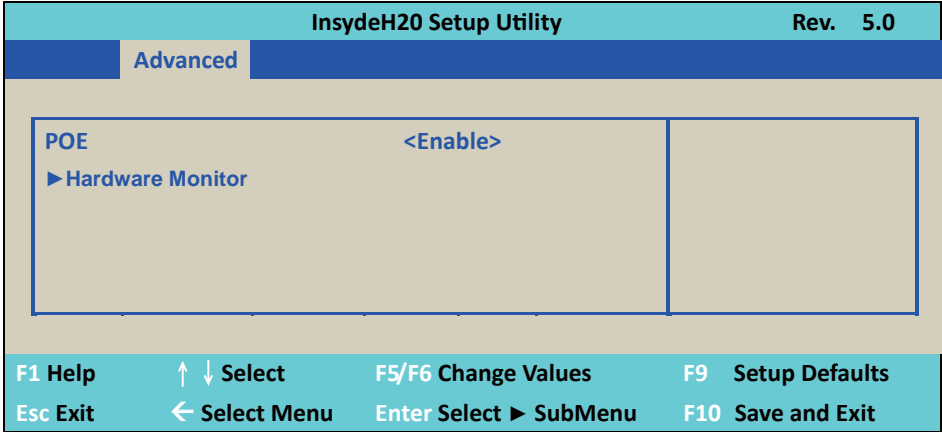 InsydeH20 Setup Utility Rev. 5.0
Advanced
POE <Enable>
►Hardware Monitor
F1 Help ↑ ↓ Select F5/F6 Change Values F9 Setup Defaults
Esc Exit ← Select Menu Enter Select ► SubMenu F10 Save and Exit